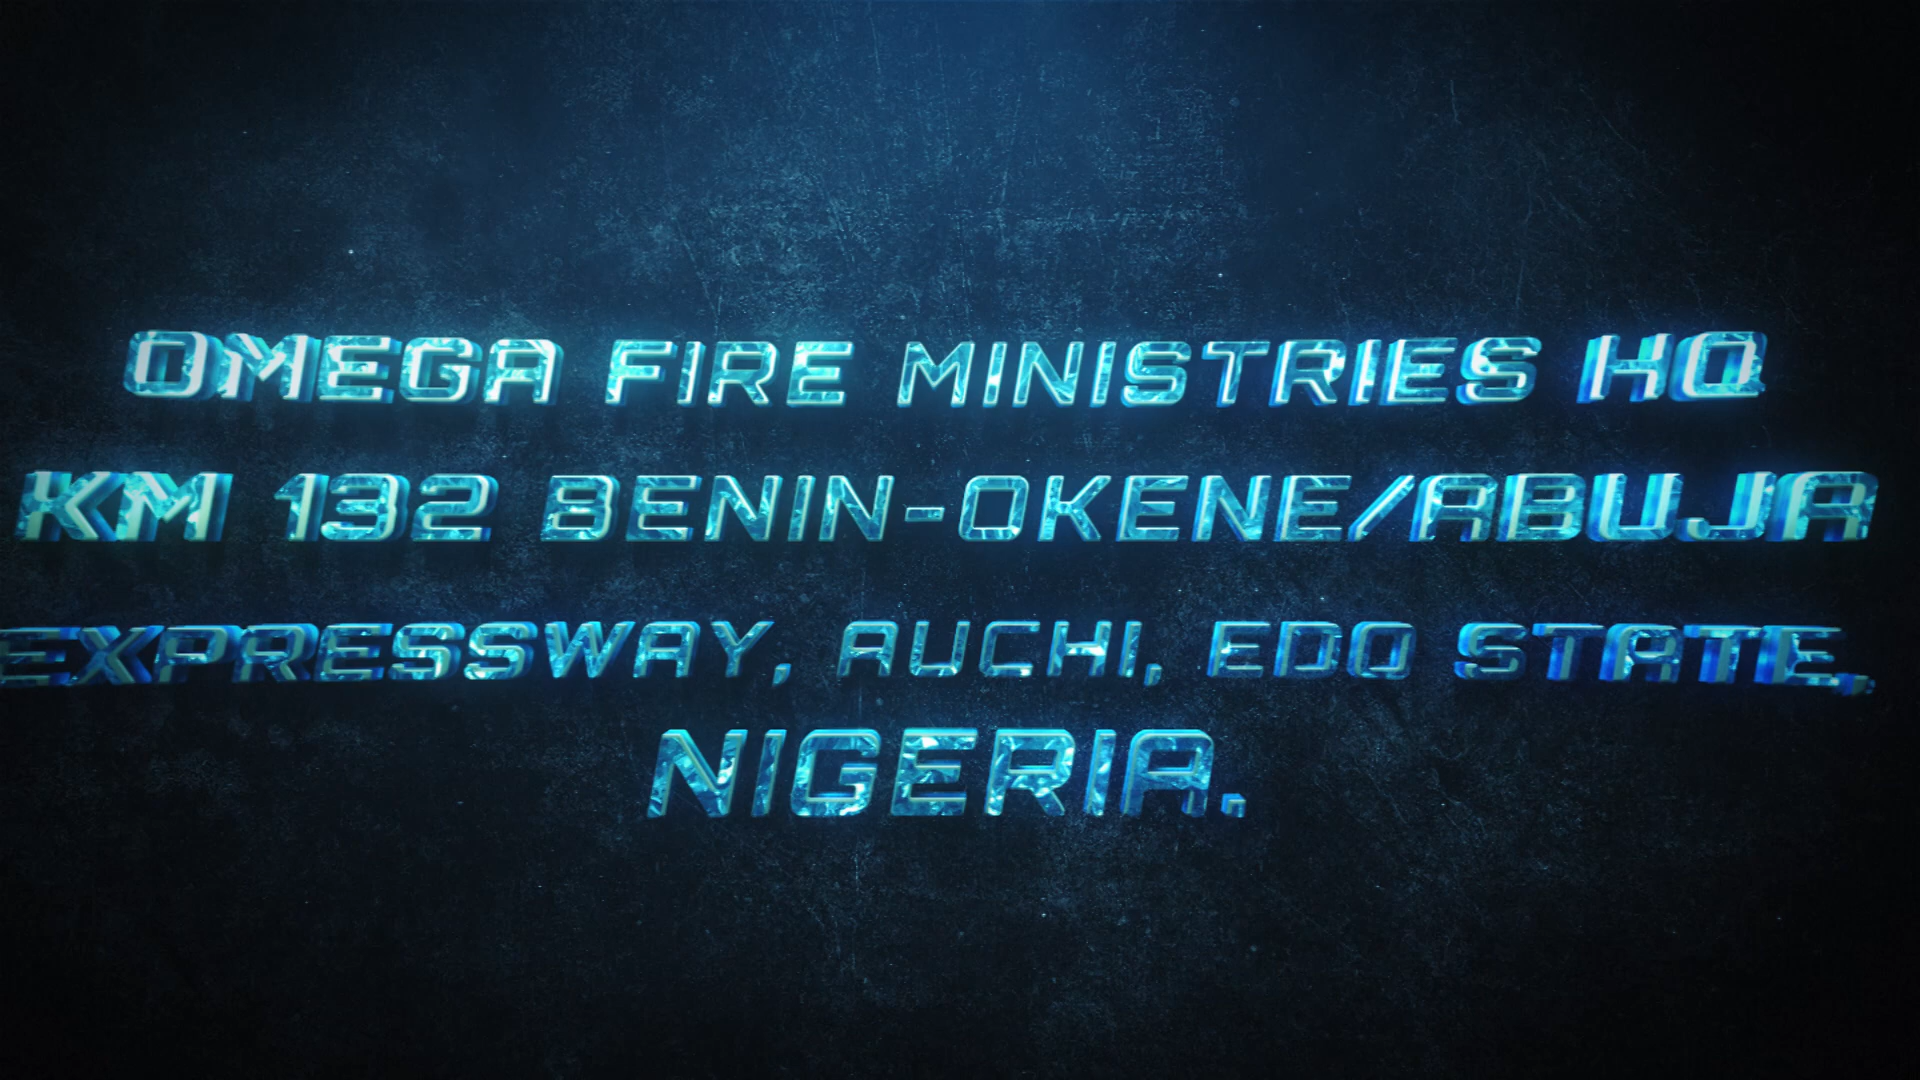 OMEGA FIRE MINISTRIES HQ
KM 132 BENIN-OKENE/ABUJA
EXPRESSWAY, AUCHI, EDO STATE,
NIGERIA.